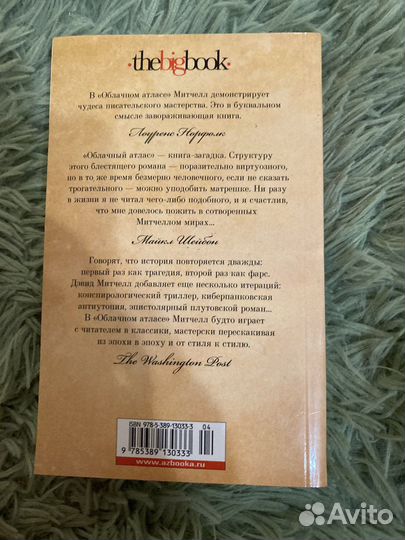 ·thebigbook·
В «Облачном атласе» Митчелл демонстрирует
чудеса писательского мастерства. Это в буквальном
смысле завораживающая книга.
Лоуренс Норфолк
«Облачный атлас» — книга-загадка. Структуру
этого блестящего романа — поразительно виртуозного,
но в то же время безмерно человечного, если не сказать
трогательного — можно уподобить матрешке. Ни разу
в жизни я не читал чего-либо подобного, и я счастлив,
что мне довелось пожить в сотворенных
Митчеллом мирах...
Майкл Шейбон
Говорят, что история повторяется дважды:
первый раз как трагедия, второй раз как фарс.
Дэвид Митчелл добавляет еще несколько итераций:
конспирологический триллер, киберпанковская
антиутопия, эпистолярный плутовской роман...
В «Облачном атласе» Митчелл будто играет
с читателем в классики, мастерски перескакивая
из эпохи в эпоху и от стиля к стилю.
The Washington Post
ISBN 978-5-389-13033-3
04
9 785389 130333
www.azbooka.ru
Avito